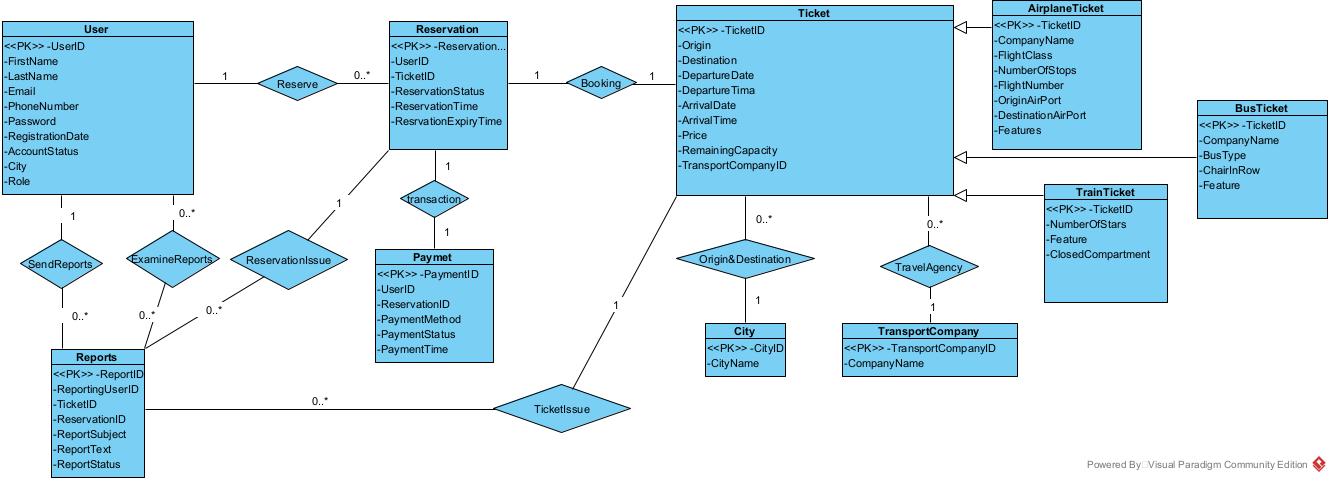 User
<<PK>> -UserID
-FirstName
-LastName
-Email
-PhoneNumber
-Password
-RegistrationDate
-AccountStatus
-City
-Role
1
Reserve
0..*
Reservation
<<PK>> -Reservation...
-UserID
-TicketID
-ReservationStatus
-ReservationTime
-ResrvationExpiryTime
1
Booking
1
Ticket
<<PK>> -TicketID
-Origin
-Destination
-DepartureDate
-DepartureTima
-ArrivalDate
-ArrivalTime
-Price
-RemainingCapacity
-TransportCompanyID
AirplaneTicket
<<PK>> -TicketID
-CompanyName
-FlightClass
-NumberOfStops
-FlightNumber
-OriginAirPort
-DestinationAirPort
-Features
BusTicket
<<PK>> -TicketID
-CompanyName
-BusType
-ChairInRow
-Feature
TrainTicket
<<PK>> -TicketID
-NumberOfStars
-Feature
-ClosedCompartment
1
SendReports
0..*
0..*
ExamineReports
0..*
1
ReservationIssue
0..*
1
transaction
1
Paymet
<<PK>> -PaymentID
-UserID
-ReservationID
-PaymentMethod
-PaymentStatus
-PaymentTime
0..*
Origin&Destination
1
City
<<PK>> -CityID
-CityName
0..*
TravelAgency
1
TransportCompany
<<PK>> -TransportCompanyID
-CompanyName
Reports
<<PK>> -ReportID
-ReportingUserID
-TicketID
-ReservationID
-ReportSubject
-ReportText
-ReportStatus
0..*
TicketIssue
1
Powered By Visual Paradigm Community Edition